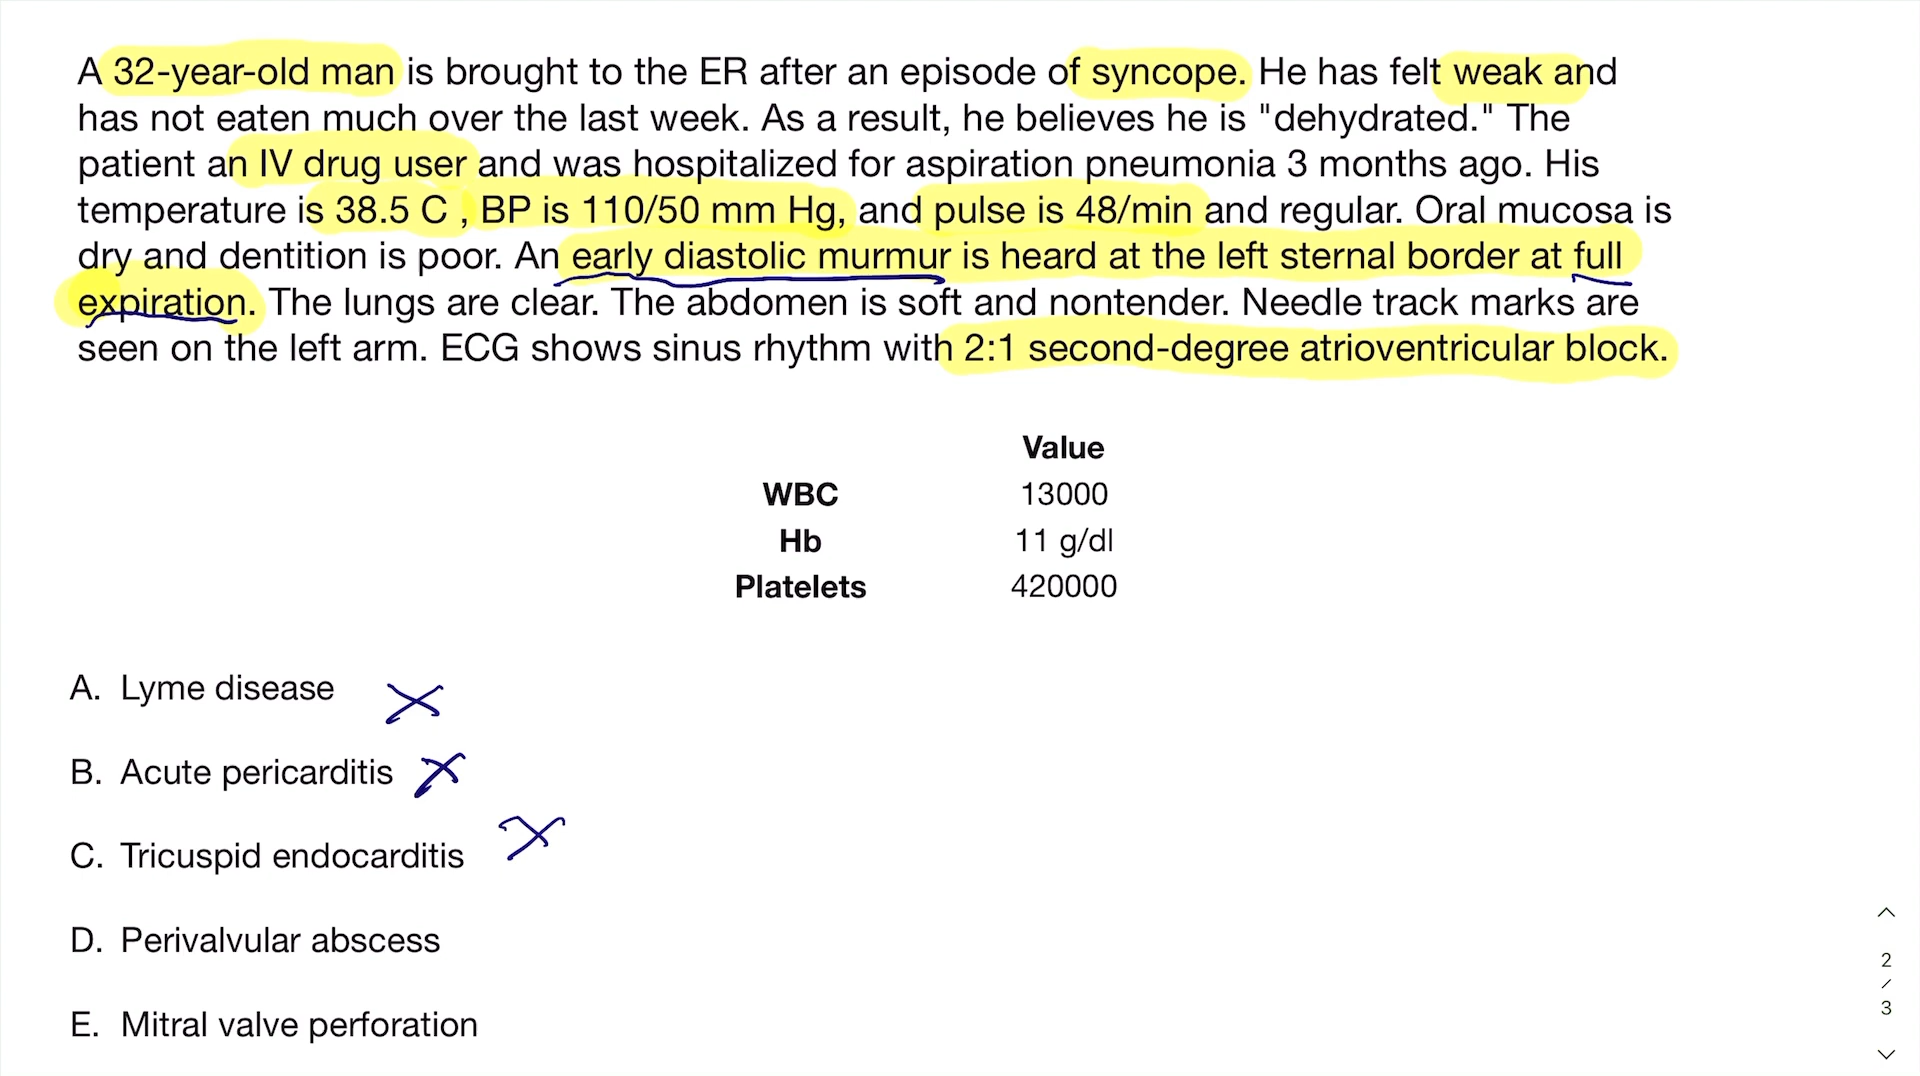 A 32-year-old man is brought to the ER after an episode of syncope. He has felt weak and
has not eaten much over the last week. As a result, he believes he is "dehydrated." The
patient an IV drug user and was hospitalized for aspiration pneumonia 3 months ago. His
temperature is 38.5 C , BP is 110/50 mm Hg, and pulse is 48/min and regular. Oral mucosa is
dry and dentition is poor. An early diastolic murmur is heard at the left sternal border at full
expiration. The lungs are clear. The abdomen is soft and nontender. Needle track marks are
seen on the left arm. ECG shows sinus rhythm with 2:1 second-degree atrioventricular block.
Value
WBC 13000
Hb 11 g/dl
Platelets 420000
A. Lyme disease
B. Acute pericarditis
C. Tricuspid endocarditis
D. Perivalvular abscess
E. Mitral valve perforation
2
/
3